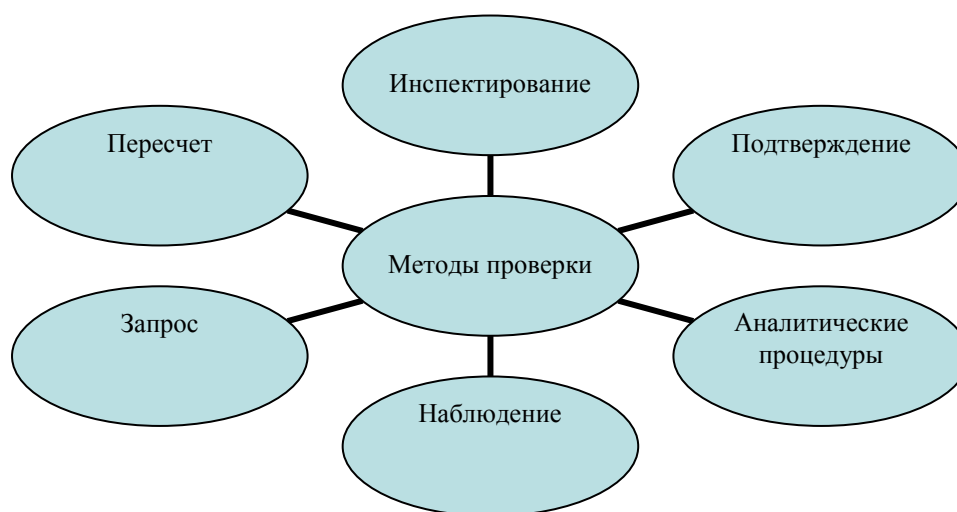 Инспектирование
Пересчет
Подтверждение
Методы проверки
Запрос
Аналитические
процедуры
Наблюдение